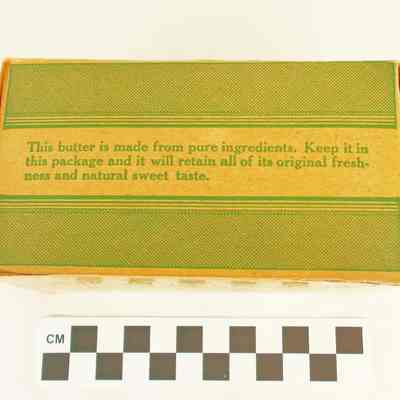 This butter is made from pure ingredients. Keep it in
this package and it will retain all of its original fresh-
ness and natural sweet taste.
CM